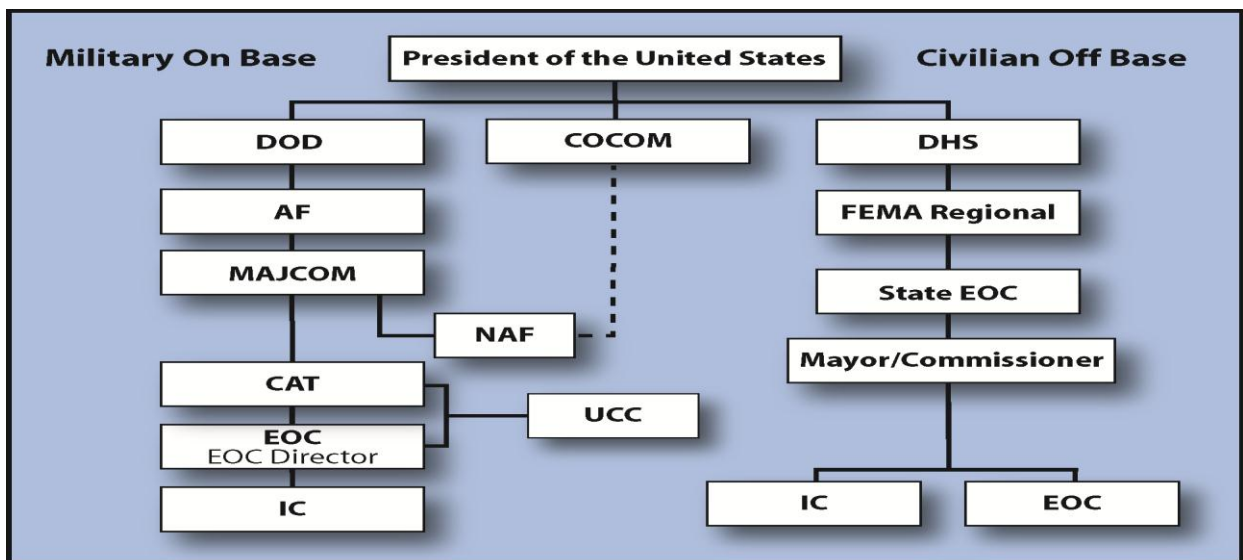 Military On Base
President of the United States
Civilian Off Base
DOD
COCOM
DHS
AF
FEMA Regional
MAJCOM
State EOC
NAF
Mayor/Commissioner
CAT
UCC
EOC
EOC Director
IC
IC
EOC